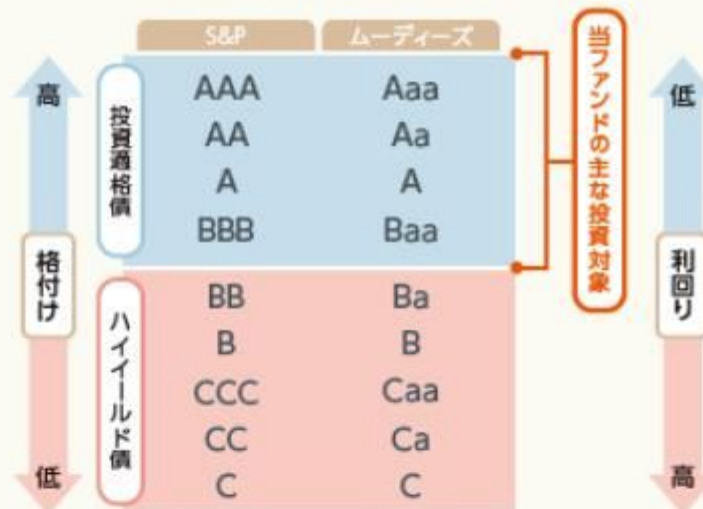 S&P ムーディーズ
高
格付け
低
投資適格債
AAA Aaa
AA Aa
A A
BBB Baa
ハイイールド債
BB Ba
B B
CCC Caa
CC Ca
C C
当ファンドの主な投資対象
低
利回り
高